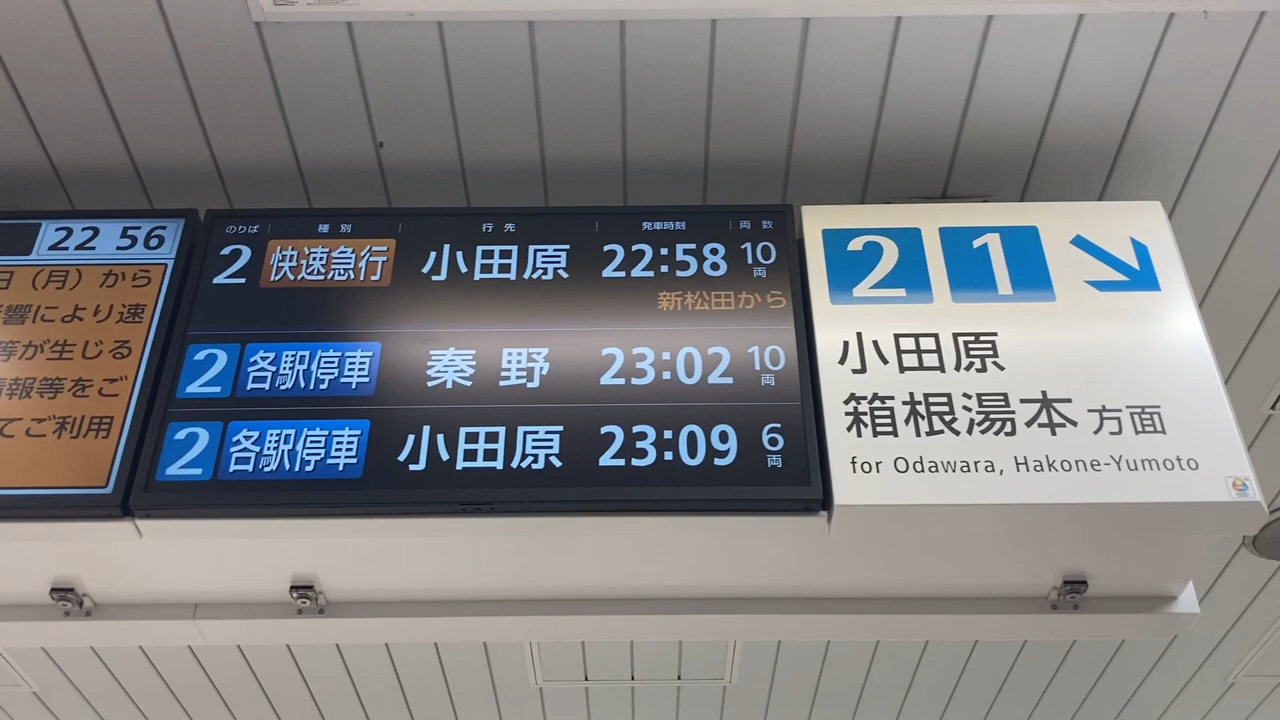 22 56
日（月）から
響により速
等が生じる
情報等をご
てご利用
のりば 種別 行先 発車時刻 両数
2 快速急行 小田原 22:58 10両
新松田から
2 各駅停車 秦野 23:02 10両
2 各駅停車 小田原 23:09 6両
2 1
小田原
箱根湯本 方面
for Odawara, Hakone-Yumoto